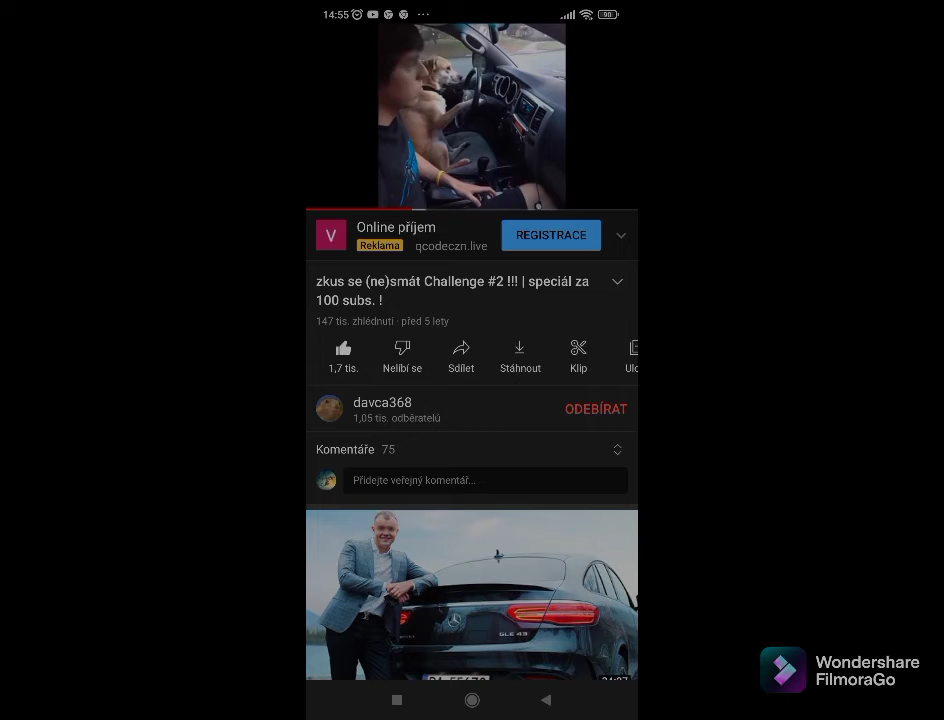 14:55
90
V
Online příjem
Reklama qcodeczn.live
REGISTRACE
zkus se (ne)smát Challenge #2 !!! | speciál za
100 subs. !
147 tis. zhlédnutí · před 5 lety
1,7 tis. Nelíbí se Sdílet Stáhnout Klip Ulo
davca368
1,05 tis. odběratelů
ODEBÍRAT
Komentáře 75
Přidejte veřejný komentář...
GLE 43
Wondershare
FilmoraGo